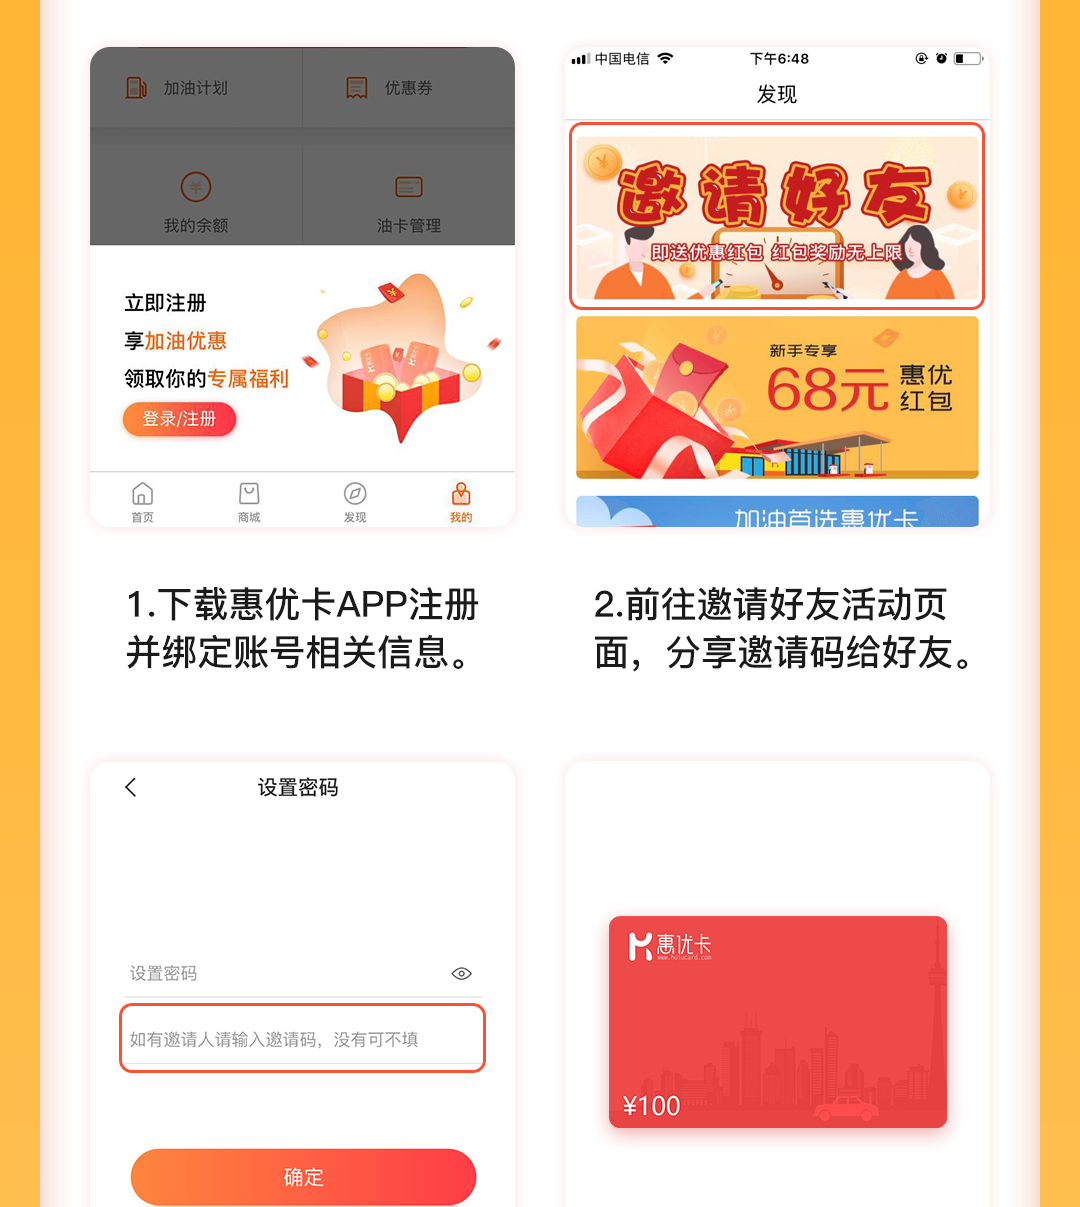 加油计划
优惠券
我的余额
油卡管理
立即注册
享加油优惠
领取你的专属福利
登录/注册
首页
商城
发现
我的
中国电信
下午6:48
发现
邀请好友
即送优惠红包 红包奖励无上限
新手专享
68元
惠优
红包
加油首选惠优卡
1.下载惠优卡APP注册
并绑定账号相关信息。
2.前往邀请好友活动页
面，分享邀请码给好友。
设置密码
设置密码
如有邀请人请输入邀请码，没有可不填
确定
惠优卡
¥100